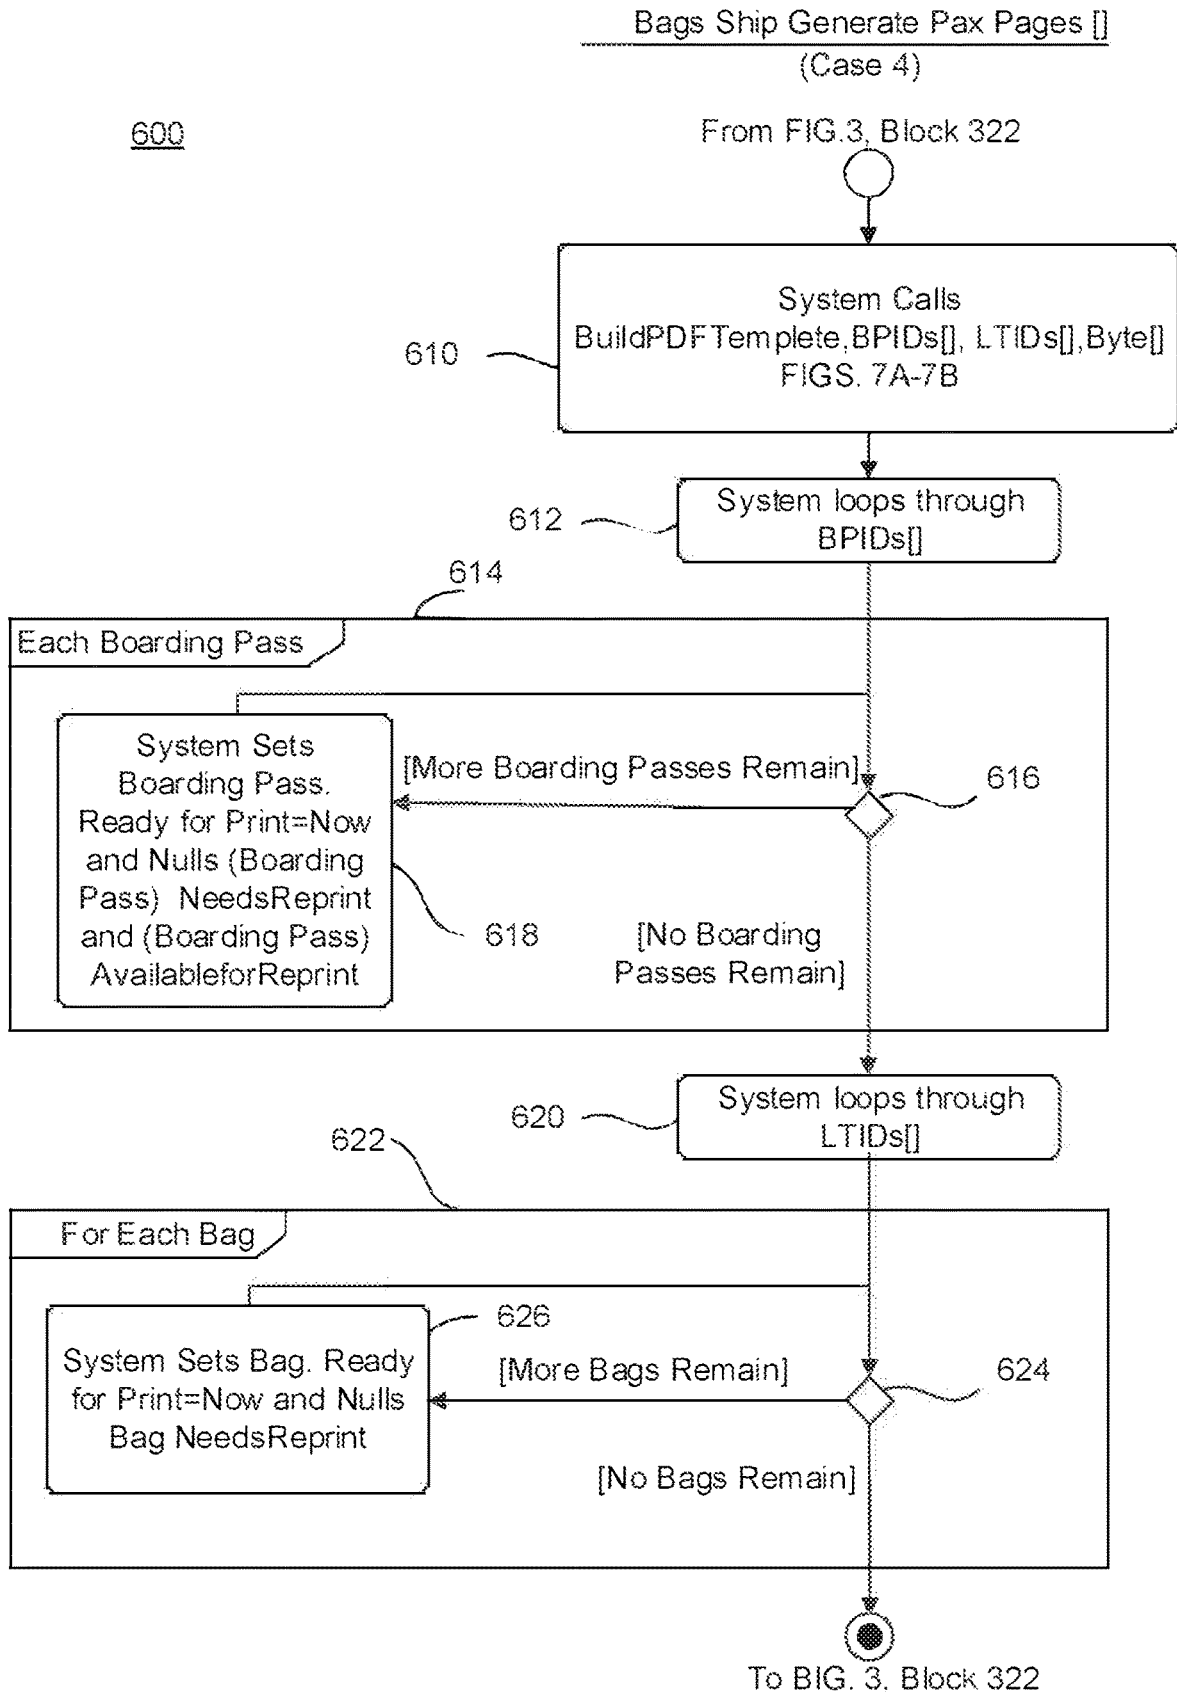 Bags Ship Generate Pax Pages []
(Case 4)
600
From FIG.3, Block 322
System Calls
BuildPDFTemplete,BPIDs[], LTIDs[],Byte[]
FIGS. 7A-7B
610
System loops through
BPIDs[]
612
614
Each Boarding Pass
System Sets
Boarding Pass.
Ready for Print=Now
and Nulls (Boarding
Pass) NeedsReprint
and (Boarding Pass)
AvailableforReprint
[More Boarding Passes Remain]
616
618
[No Boarding
Passes Remain]
System loops through
LTIDs[]
620
622
For Each Bag
626
System Sets Bag. Ready
for Print=Now and Nulls
Bag NeedsReprint
[More Bags Remain]
624
[No Bags Remain]
To BIG. 3, Block 322